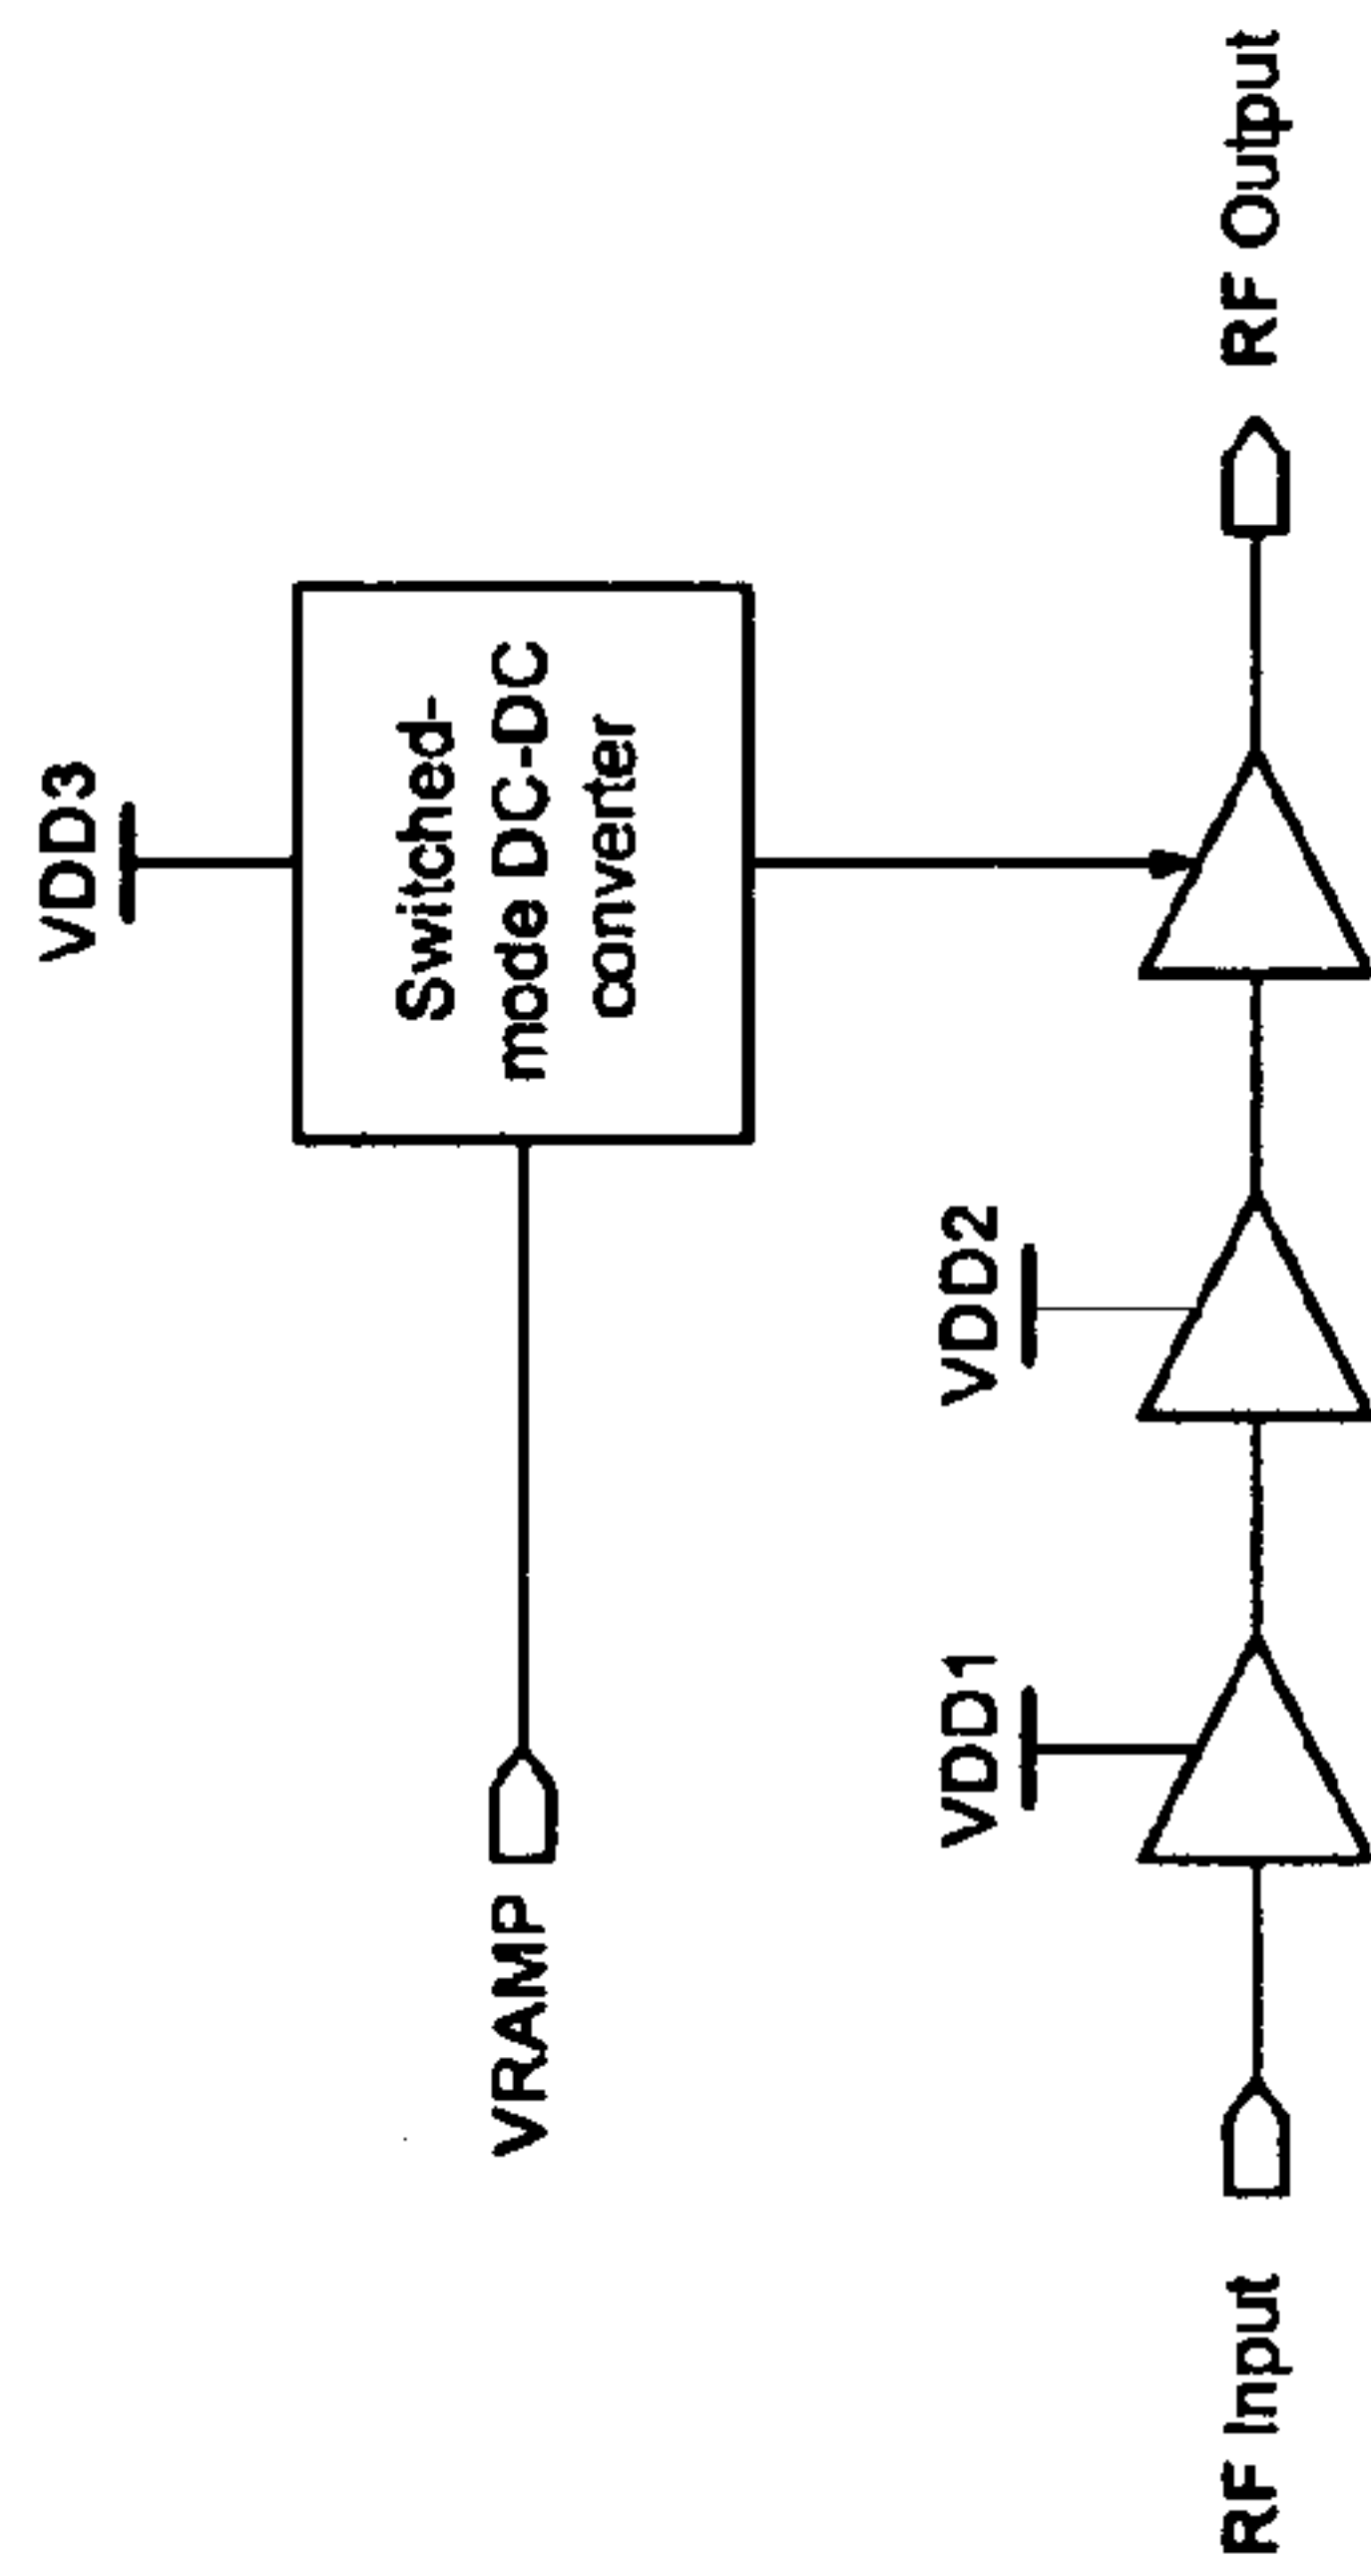 VDD3
Switched-
mode DC-DC
converter
VRAMP
VDD1
VDD2
RF Input
RF Output